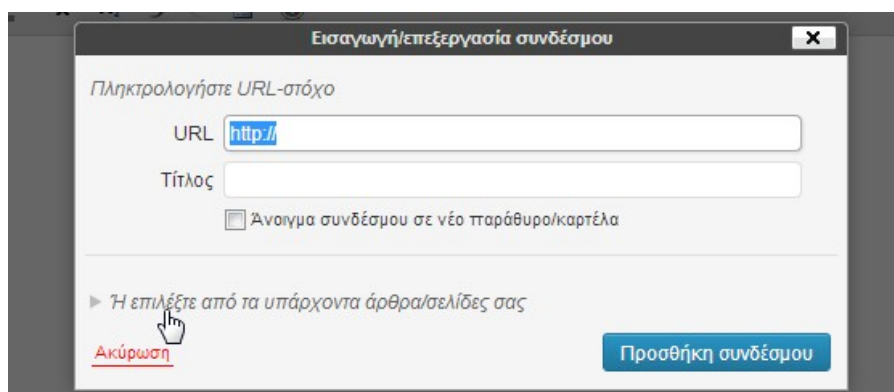 Εισαγωγή/επεξεργασία συνδέσμου
Πληκτρολογήστε URL-στόχο
URL http://
Τίτλος
Άνοιγμα συνδέσμου σε νέο παράθυρο/καρτέλα
Ή επιλέξτε από τα υπάρχοντα άρθρα/σελίδες σας
Ακύρωση Προσθήκη συνδέσμου